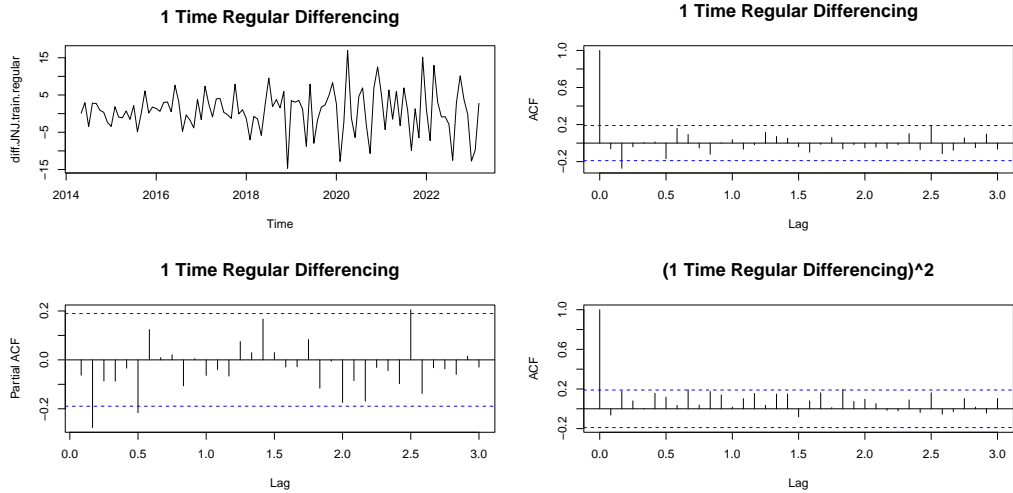 1 Time Regular Differencing
diff.JNJ.train.regular
15
5
−5
−15
2014 2016 2018 2020 2022
Time
1 Time Regular Differencing
ACF
1.0
0.6
0.2
−0.2
0.0 0.5 1.0 1.5 2.0 2.5 3.0
Lag
1 Time Regular Differencing
Partial ACF
0.2
0.0
−0.2
0.0 0.5 1.0 1.5 2.0 2.5 3.0
Lag
(1 Time Regular Differencing)^2
ACF
1.0
0.6
0.2
−0.2
0.0 0.5 1.0 1.5 2.0 2.5 3.0
Lag